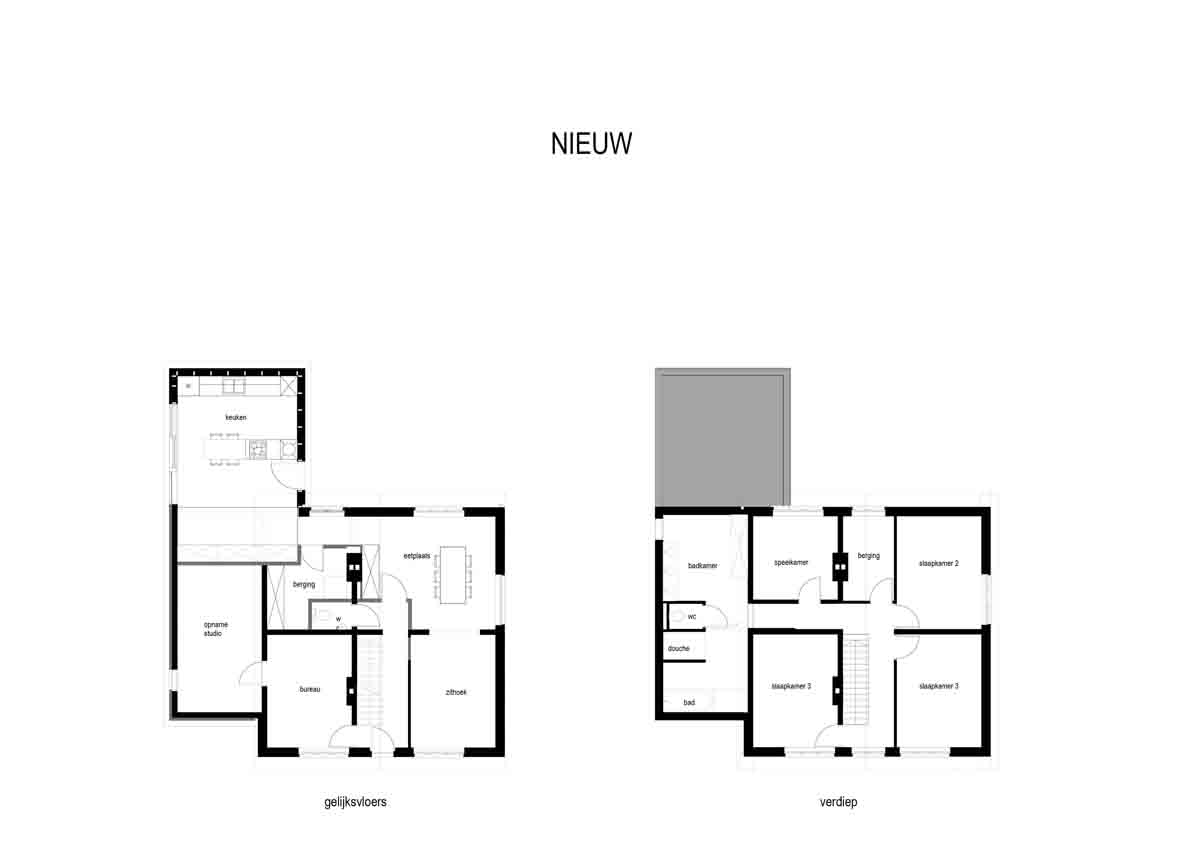 NIEUW
keuken
eetplaats
berging
w
opname
studio
bureau
zithoek
gelijksvloers
badkamer
speelkamer
berging
slaapkamer 2
wc
douche
slaapkamer 3
slaapkamer 3
bad
verdiep